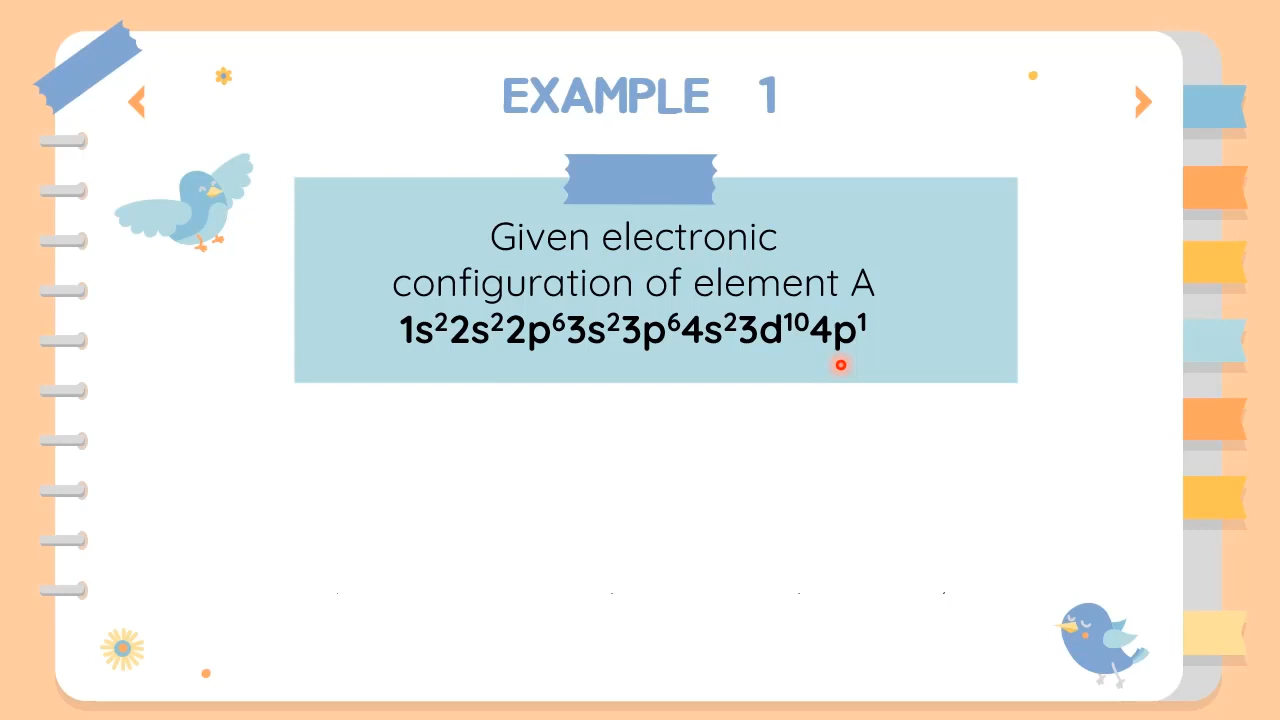 EXAMPLE 1
Given electronic
configuration of element A
1s²2s²2p⁶3s²3p⁶4s²3d¹⁰4p¹